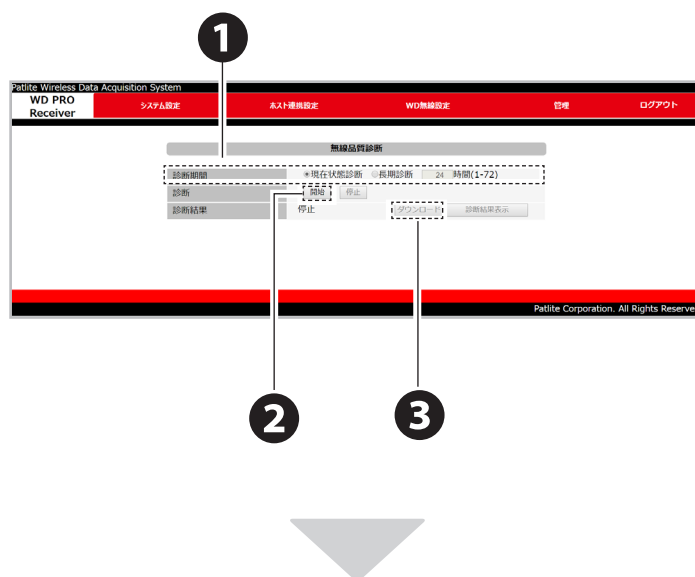 1
Patlite Wireless Data Acquisition System
WD PRO
Receiver
システム設定 ホスト連携設定 WD無線設定 管理 ログアウト
無線品質診断
診断期間 現在状態診断 長期診断 24 時間(1-72)
診断 開始 停止
診断結果 停止 ダウンロード 診断結果表示
Patlite Corporation. All Rights Reserve
2 3